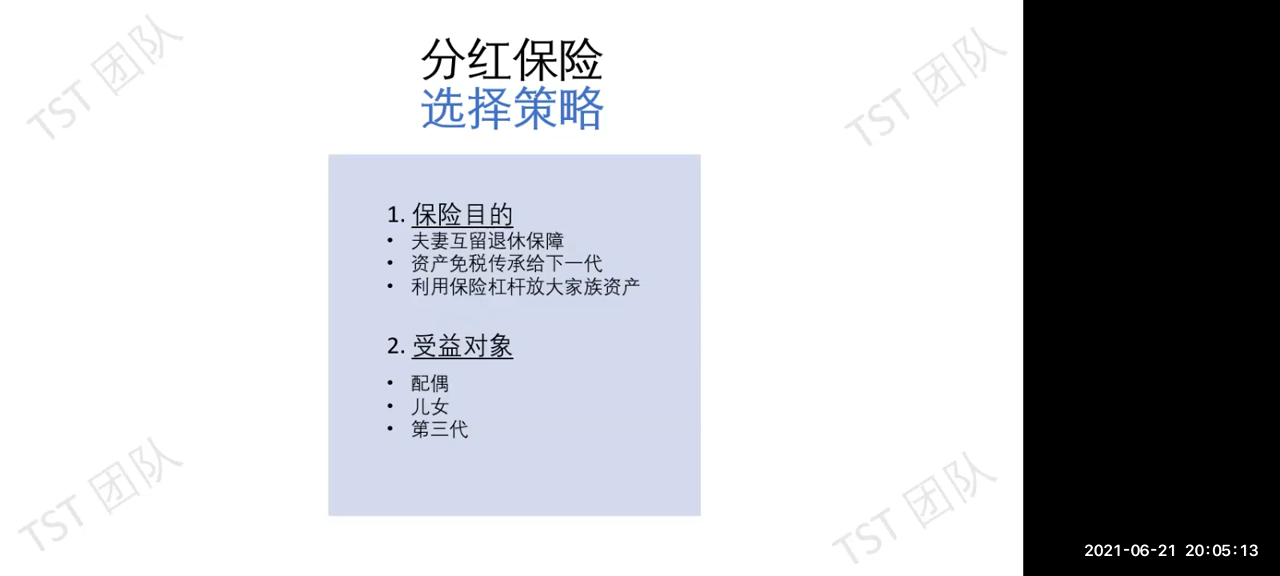 分红保险
选择策略
1. 保险目的
• 夫妻互留退休保障
• 资产免税传承给下一代
• 利用保险杠杆放大家族资产
2. 受益对象
• 配偶
• 儿女
• 第三代
TST 团队
TST 团队
TST 团队
TST 团队
2021-06-21 20:05:13